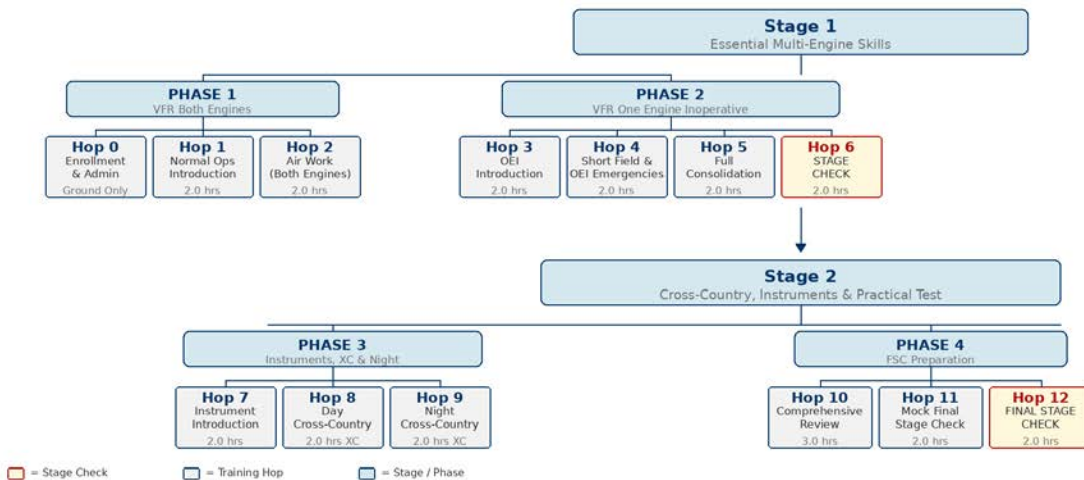 Stage 1
Essential Multi-Engine Skills
PHASE 1
VFR Both Engines
PHASE 2
VFR One Engine Inoperative
Hop 0
Enrollment
& Admin
Ground Only
Hop 1
Normal Ops
Introduction
2.0 hrs
Hop 2
Air Work
(Both Engines)
2.0 hrs
Hop 3
OEI
Introduction
2.0 hrs
Hop 4
Short Field &
OEI Emergencies
2.0 hrs
Hop 5
Full
Consolidation
2.0 hrs
Hop 6
STAGE
CHECK
2.0 hrs
Stage 2
Cross-Country, Instruments & Practical Test
PHASE 3
Instruments, XC & Night
PHASE 4
FSC Preparation
Hop 7
Instrument
Introduction
2.0 hrs
Hop 8
Day
Cross-Country
2.0 hrs XC
Hop 9
Night
Cross-Country
2.0 hrs XC
Hop 10
Comprehensive
Review
3.0 hrs
Hop 11
Mock Final
Stage Check
2.0 hrs
Hop 12
FINAL STAGE
CHECK
2.0 hrs
= Stage Check
= Training Hop
= Stage / Phase